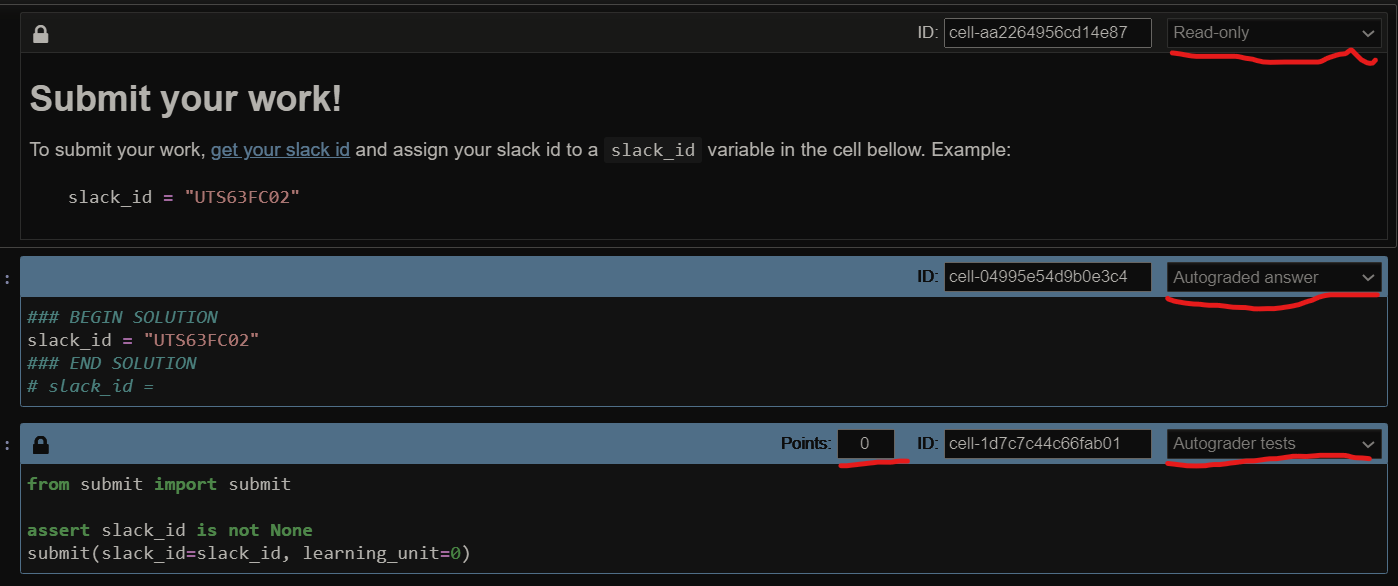 ID: cell-aa2264956cd14e87 Read-only
Submit your work!
To submit your work, get your slack id and assign your slack id to a slack_id variable in the cell bellow. Example:
slack_id = "UTS63FC02"
: ID: cell-04995e54d9b0e3c4 Autograded answer
### BEGIN SOLUTION
slack_id = "UTS63FC02"
### END SOLUTION
# slack_id =
: Points: 0 ID: cell-1d7c7c44c66fab01 Autograder tests
from submit import submit
assert slack_id is not None
submit(slack_id=slack_id, learning_unit=0)